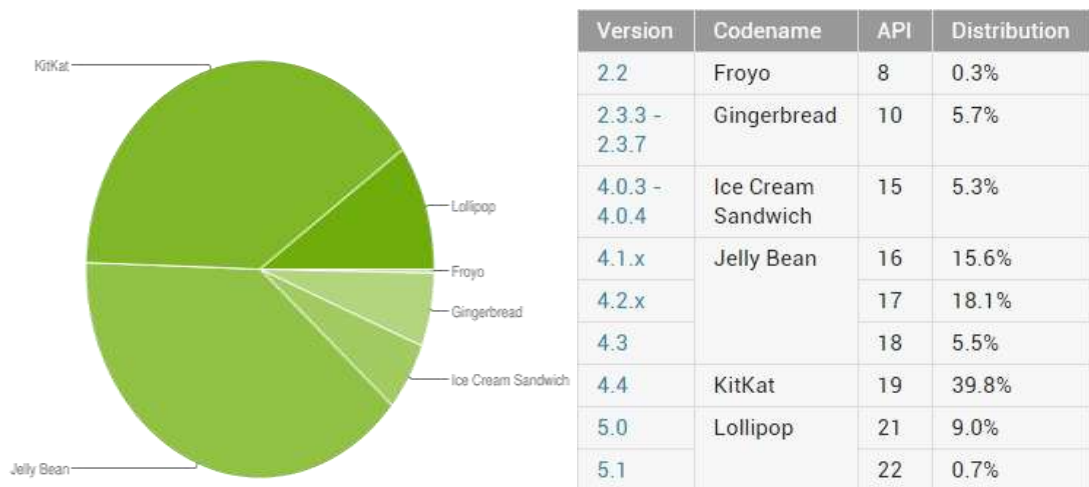 KitKat
Lollipop
Froyo
Gingerbread
Ice Cream Sandwich
Jelly Bean
Version Codename API Distribution
2.2 Froyo 8 0.3%
2.3.3 - Gingerbread 10 5.7%
2.3.7
4.0.3 - Ice Cream 15 5.3%
4.0.4 Sandwich
4.1.x Jelly Bean 16 15.6%
4.2.x 17 18.1%
4.3 18 5.5%
4.4 KitKat 19 39.8%
5.0 Lollipop 21 9.0%
5.1 22 0.7%